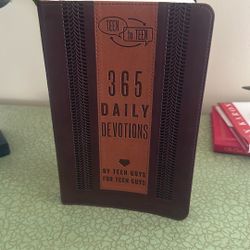 TEEN to TEEN
365
DAILY
DEVOTIONS
BY TEEN GUYS
FOR TEEN GUYS